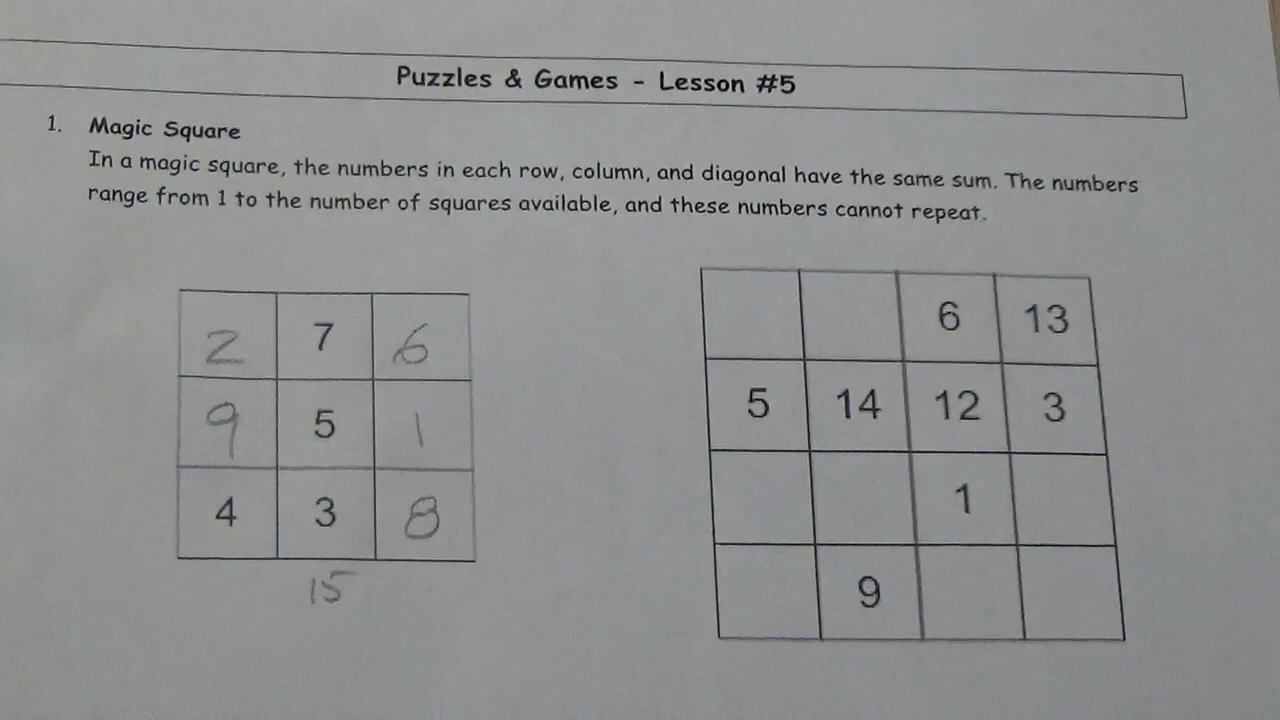 Puzzles & Games - Lesson #5
1. Magic Square
In a magic square, the numbers in each row, column, and diagonal have the same sum. The numbers
range from 1 to the number of squares available, and these numbers cannot repeat.
2 7 6
9 5 1
4 3 8
15
6 13
5 14 12 3
1
9